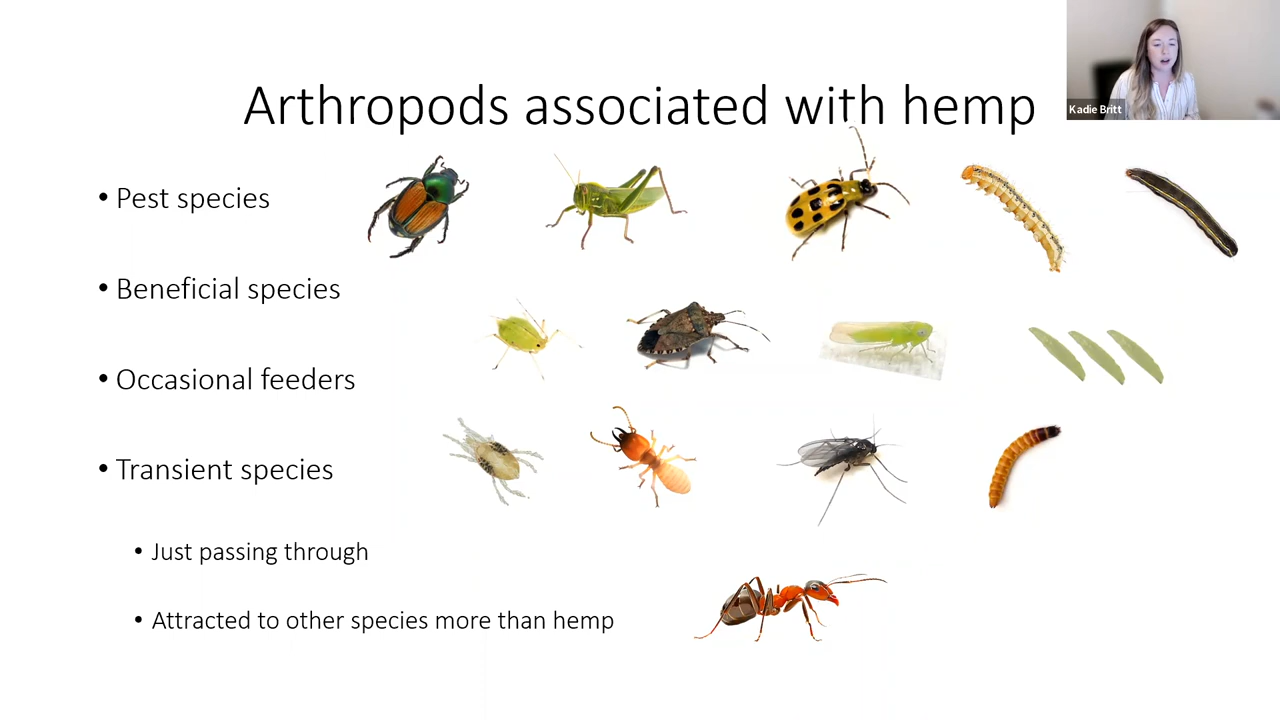 Arthropods associated with hemp
Kadie Britt
• Pest species
• Beneficial species
• Occasional feeders
• Transient species
• Just passing through
• Attracted to other species more than hemp